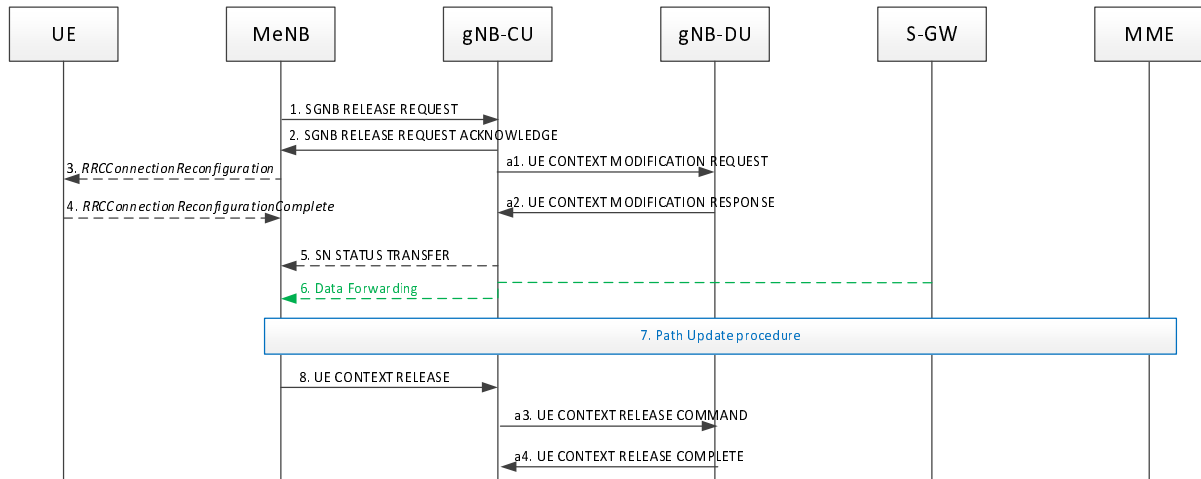 UE
MeNB
gNB-CU
gNB-DU
S-GW
MME
1. SGNB RELEASE REQUEST
2. SGNB RELEASE REQUEST ACKNOWLEDGE
a1. UE CONTEXT MODIFICATION REQUEST
3. RRCConnectionReconfiguration
4. RRCConnectionReconfigurationComplete
a2. UE CONTEXT MODIFICATION RESPONSE
5. SN STATUS TRANSFER
6. Data Forwarding
7. Path Update procedure
8. UE CONTEXT RELEASE
a3. UE CONTEXT RELEASE COMMAND
a4. UE CONTEXT RELEASE COMPLETE